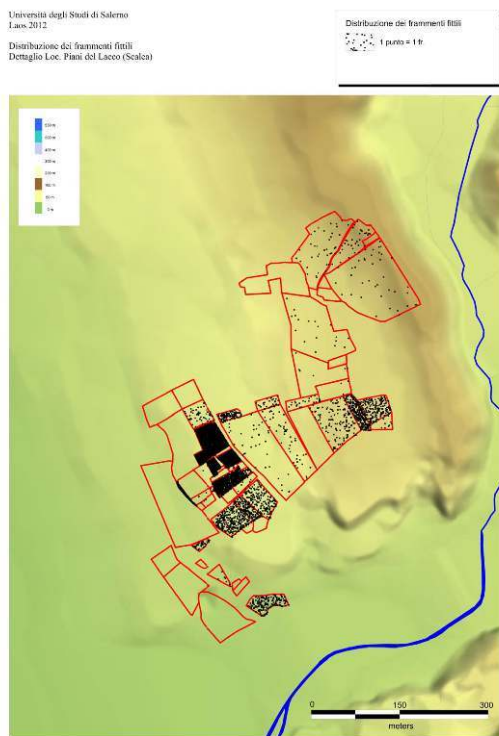 Università degli Studi di Salerno
Laos 2012
Distribuzione dei frammenti fittili
Dettaglio Loc. Piani del Laceo (Scalea)
Distribuzione dei frammenti fittili
1 punto = 1 fr.
0 150 300
meters